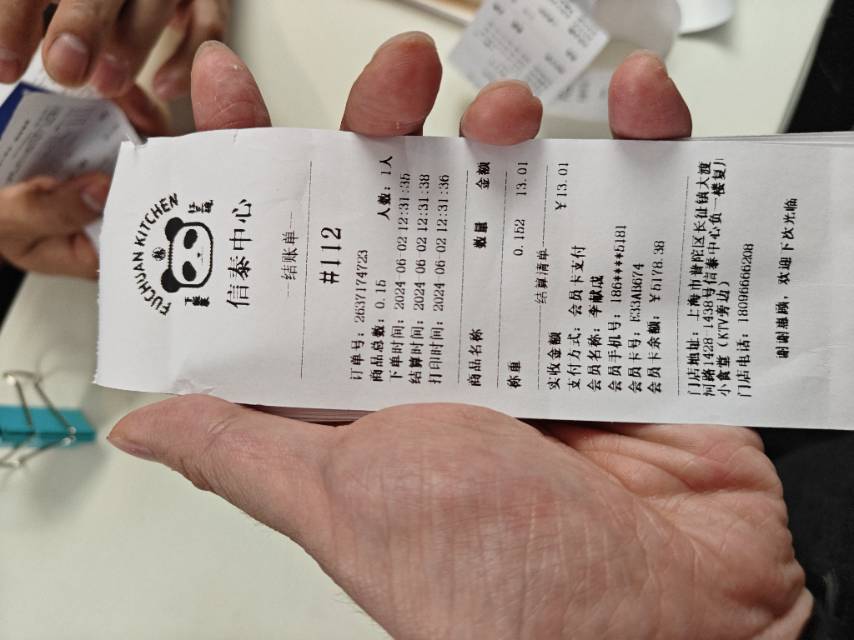 FUCHUAN KITCHEN
信泰中心
结账单
#112
订单号: 2637174723
商品总数: 0.15 人数: 1人
下单时间: 2024-06-02 12:31:35
结算时间: 2024-06-02 12:31:38
打印时间: 2024-06-02 12:31:36
商品名称 数量 金额
称重 0.152 13.01
结算清单
实收金额 ¥13.01
支付方式: 会员卡支付
会员名称: 李献成
会员手机号: 186****5181
会员卡号: E33AB674
会员卡余额: ¥5178.38
门店地址: 上海市普陀区长征镇大渡
河路1428-1438号信泰中心负一楼复川
小食堂 (KTV旁边)
门店电话: 18096666208
谢谢惠顾, 欢迎下次光临